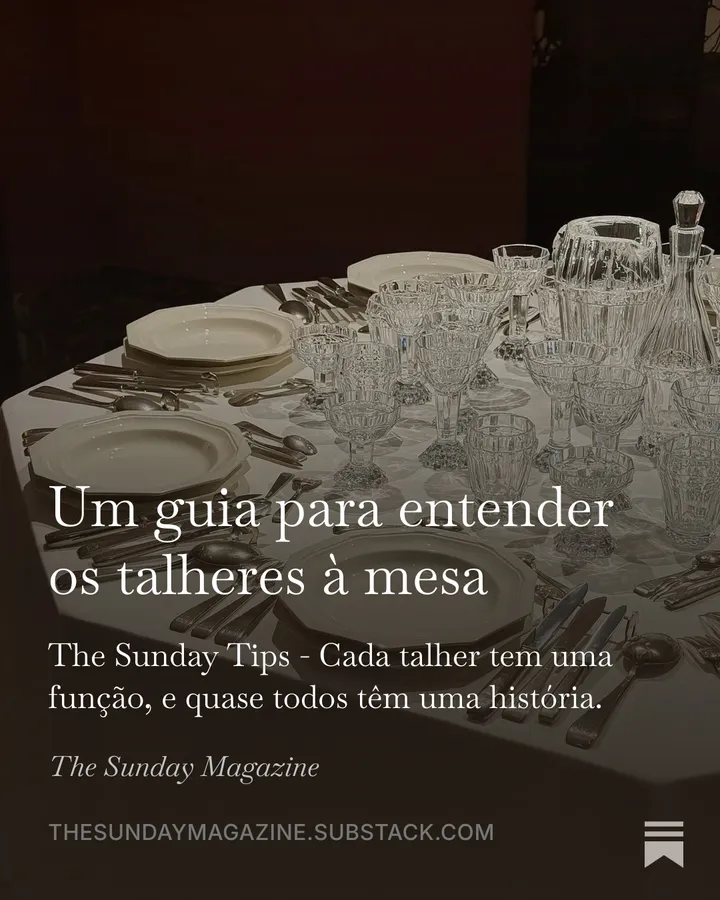 Um guia para entender
os talheres à mesa
The Sunday Tips - Cada talher tem uma
função, e quase todos têm uma história.
The Sunday Magazine
THESUNDAYMAGAZINE.SUBSTACK.COM